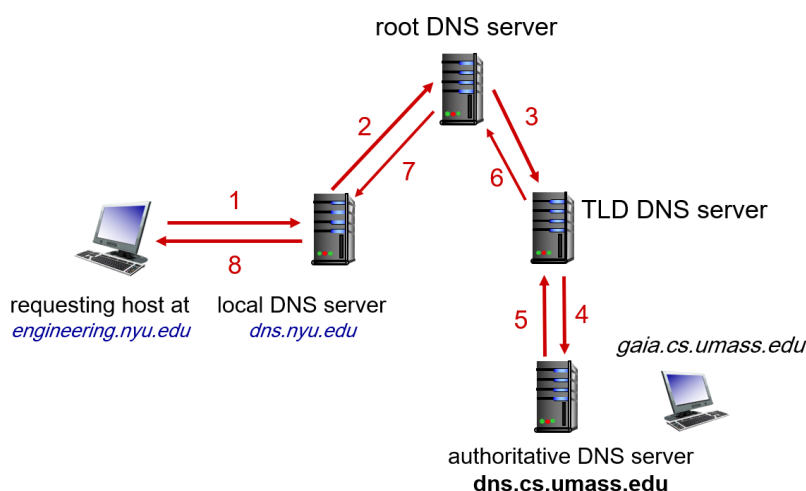 root DNS server
2
3
7
6
1
TLD DNS server
8
requesting host at
engineering.nyu.edu
local DNS server
dns.nyu.edu
5
4
gaia.cs.umass.edu
authoritative DNS server
dns.cs.umass.edu